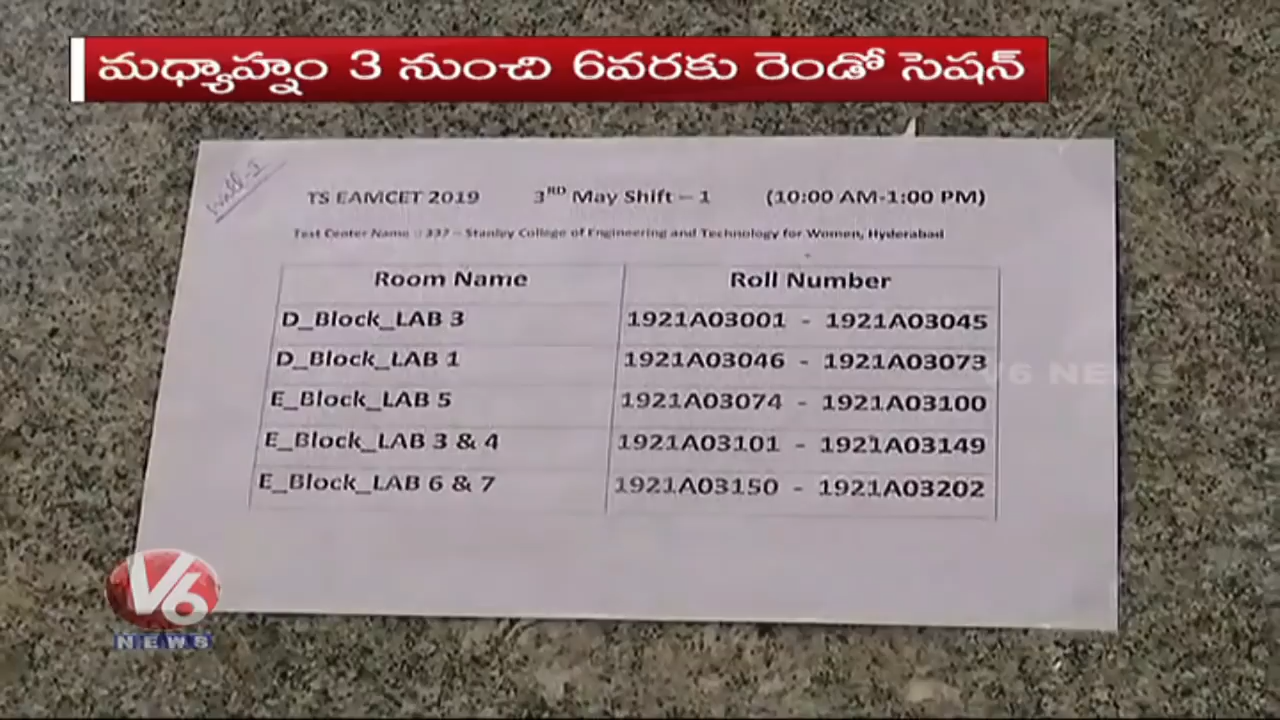 మధ్యాహ్నం 3 నుంచి 6వరకు రెండో సెషన్
Wall-I
TS EAMCET 2019 3RD May Shift – 1 (10:00 AM-1:00 PM)
Test Center Name :: 337 – Stanley College of Engineering and Technology for Women, Hyderabad
Room Name Roll Number
D_Block_LAB 3 1921A03001 - 1921A03045
D_Block_LAB 1 1921A03046 - 1921A03073
E_Block_LAB 5 1921A03074 - 1921A03100
E_Block_LAB 3 & 4 1921A03101 - 1921A03149
E_Block_LAB 6 & 7 1921A03150 - 1921A03202
V6 NEWS
V6
NEWS